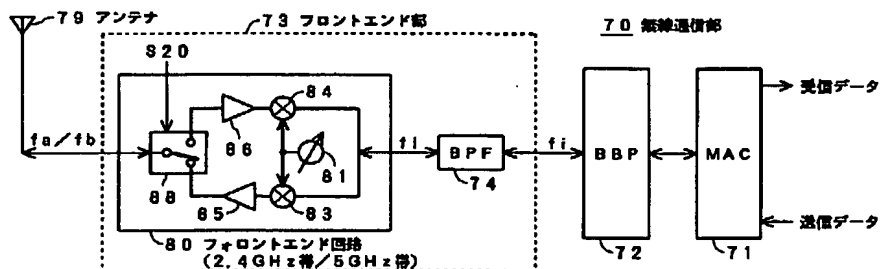 79 アンテナ
73 フロントエンド部
70 無線通信部
S20
84
86
fa/fb
81
88
85
83
fi
BPF
74
fi
BBP
72
MAC
71
受信データ
送信データ
80 フォロントエンド回路
(2.4GHz帯/5GHz帯)